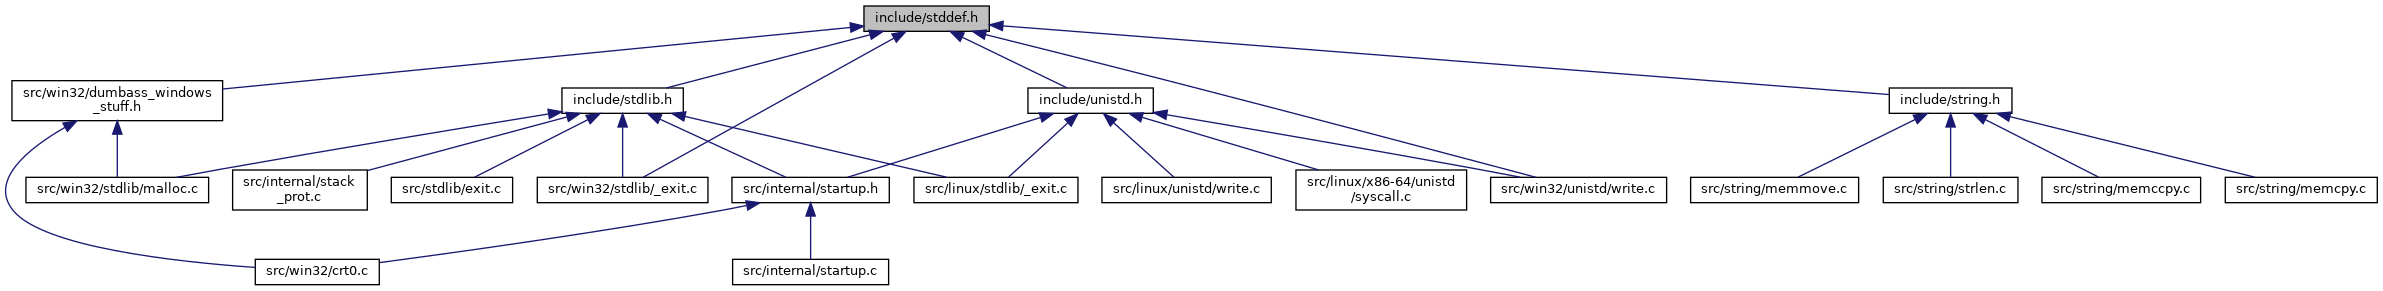 include/stddef.h
src/win32/dumbass_windows
_stuff.h
include/stdlib.h
include/unistd.h
include/string.h
src/win32/stdlib/malloc.c
src/internal/stack
_prot.c
src/stdlib/exit.c
src/win32/stdlib/_exit.c
src/internal/startup.h
src/linux/stdlib/_exit.c
src/linux/unistd/write.c
src/linux/x86-64/unistd
/syscall.c
src/win32/unistd/write.c
src/string/memmove.c
src/string/strlen.c
src/string/memccpy.c
src/string/memcpy.c
src/win32/crt0.c
src/internal/startup.c